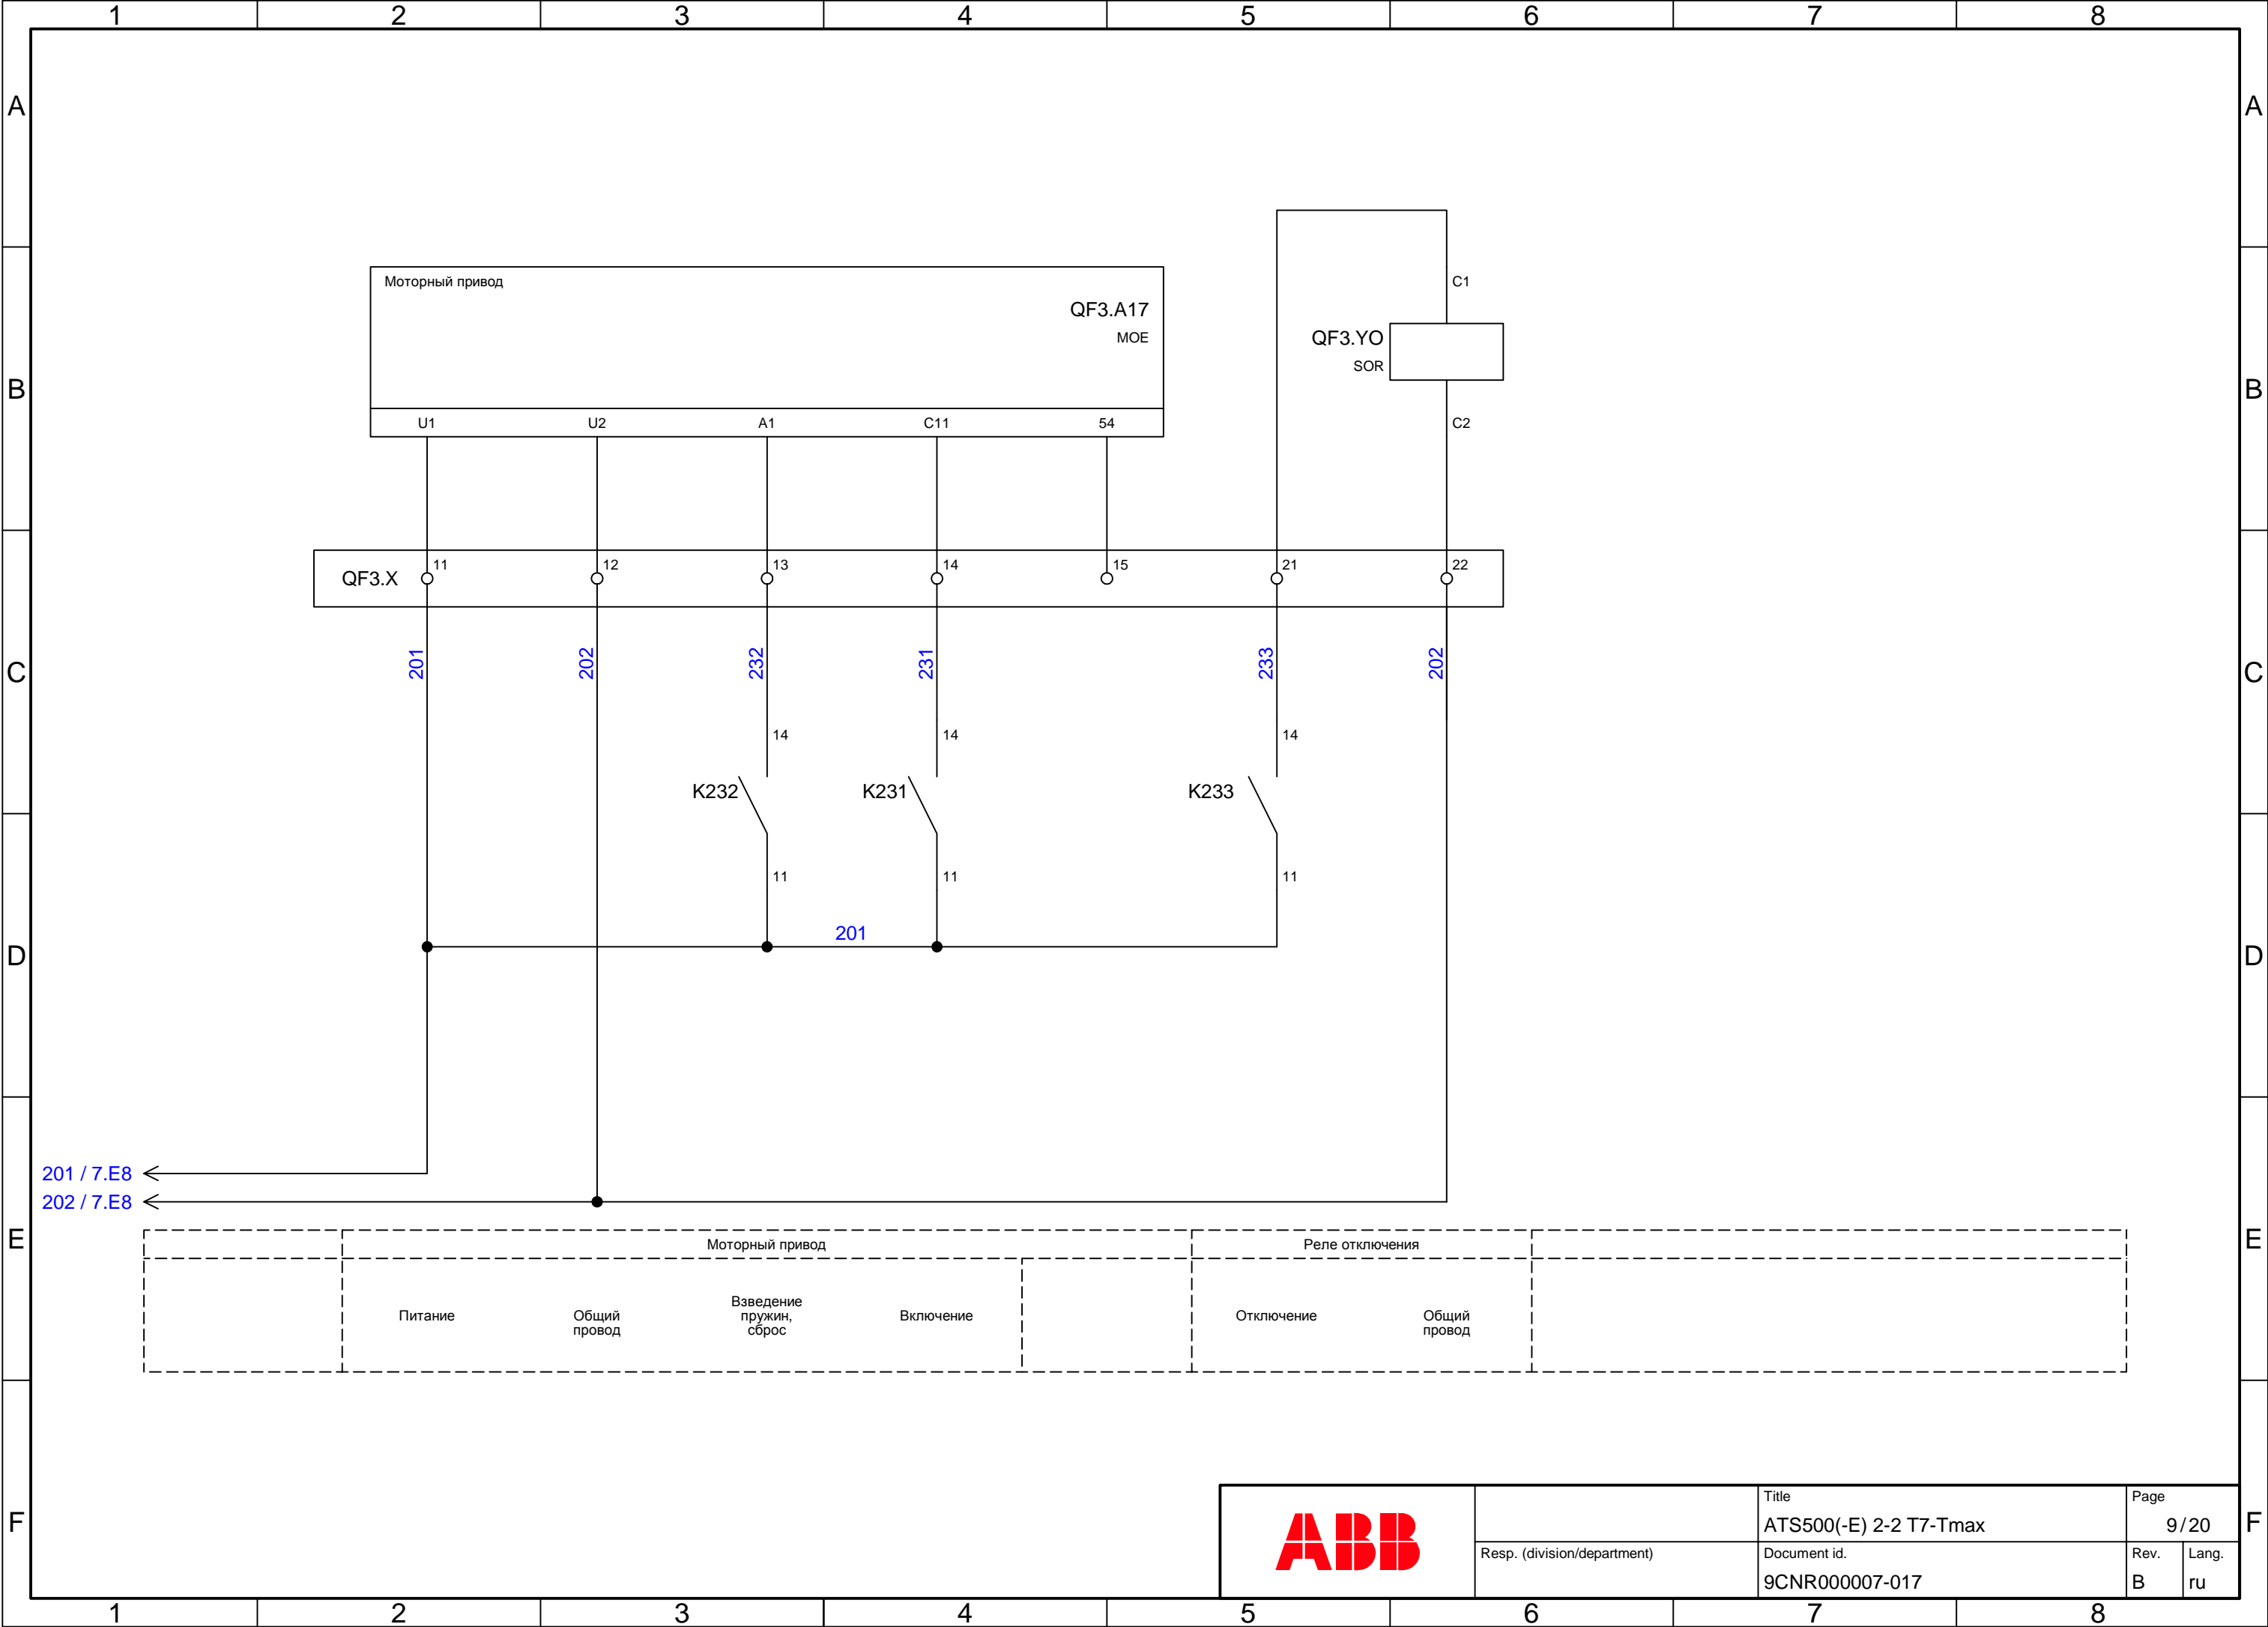 1 2 3 4 5 6 7 8
A A
Моторный привод
QF3.A17
MOE
C1
QF3.YO
SOR
B B
U1 U2 A1 C11 54
C2
QF3.X 11 12 13 14 15 21 22
201 202 232 231 233 202
C C
14 14 14
K232 K231 K233
11 11 11
201
D D
201 / 7.E8
202 / 7.E8
E E
Моторный привод Реле отключения
Питание
Общий
провод
Взведение
пружин,
сброс
Включение
Отключение
Общий
провод
F F
ABB
Title
ATS500(-E) 2-2 T7-Tmax
Page
9/20
Resp. (division/department)
Document id.
9CNR000007-017
Rev.
B
Lang.
ru
1 2 3 4 5 6 7 8